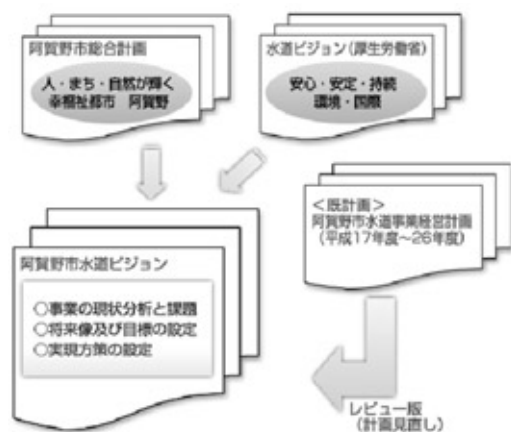 阿賀野市総合計画
人・まち・自然が輝く
幸福祉都市 阿賀野
水道ビジョン(厚生労働省)
安心・安定・持続
環境・国際
<既計画>
阿賀野市水道事業経営計画
(平成17年度~26年度)
阿賀野市水道ビジョン
○事業の現状分析と課題
○将来像及び目標の設定
○実現方策の設定
レビュー版
(計画見直し)